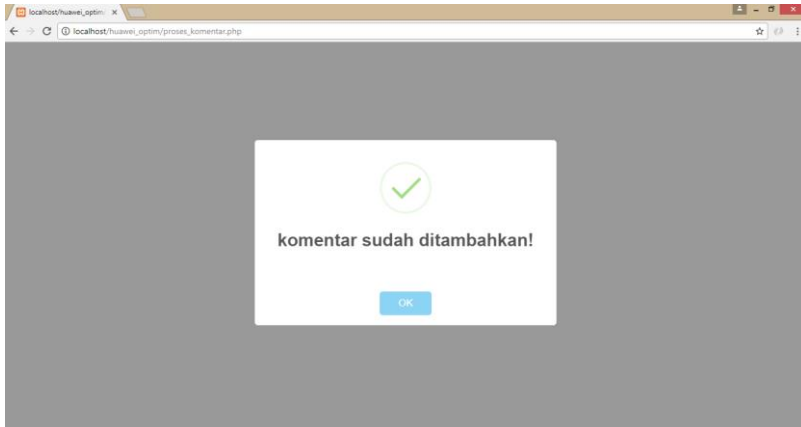 localhost/huawei_optim/
localhost/huawei_optim/proses_komentar.php
komentar sudah ditambahkan!
OK